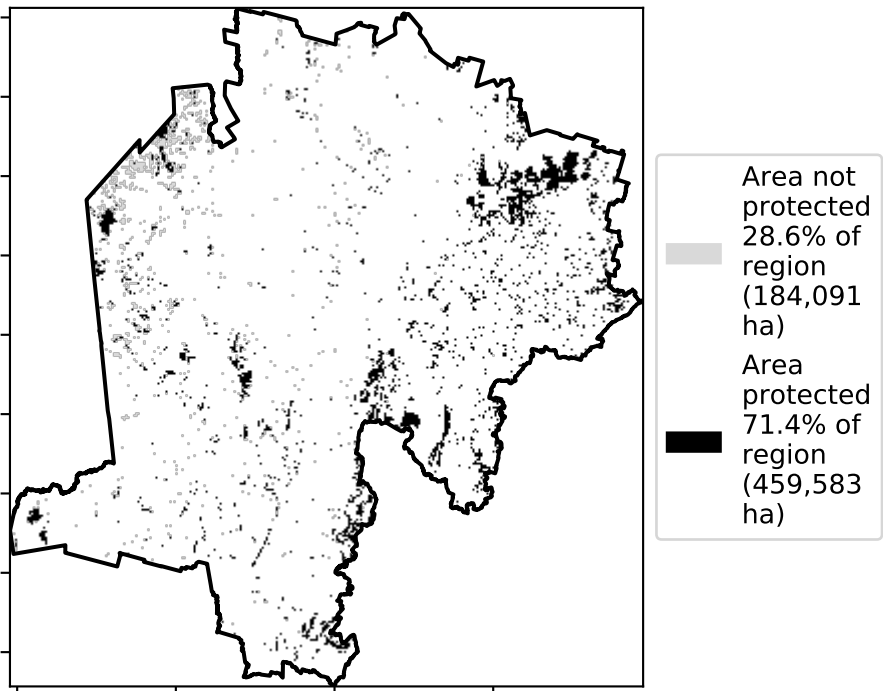 Area not
protected
28.6% of
region
(184,091
ha)
Area
protected
71.4% of
region
(459,583
ha)